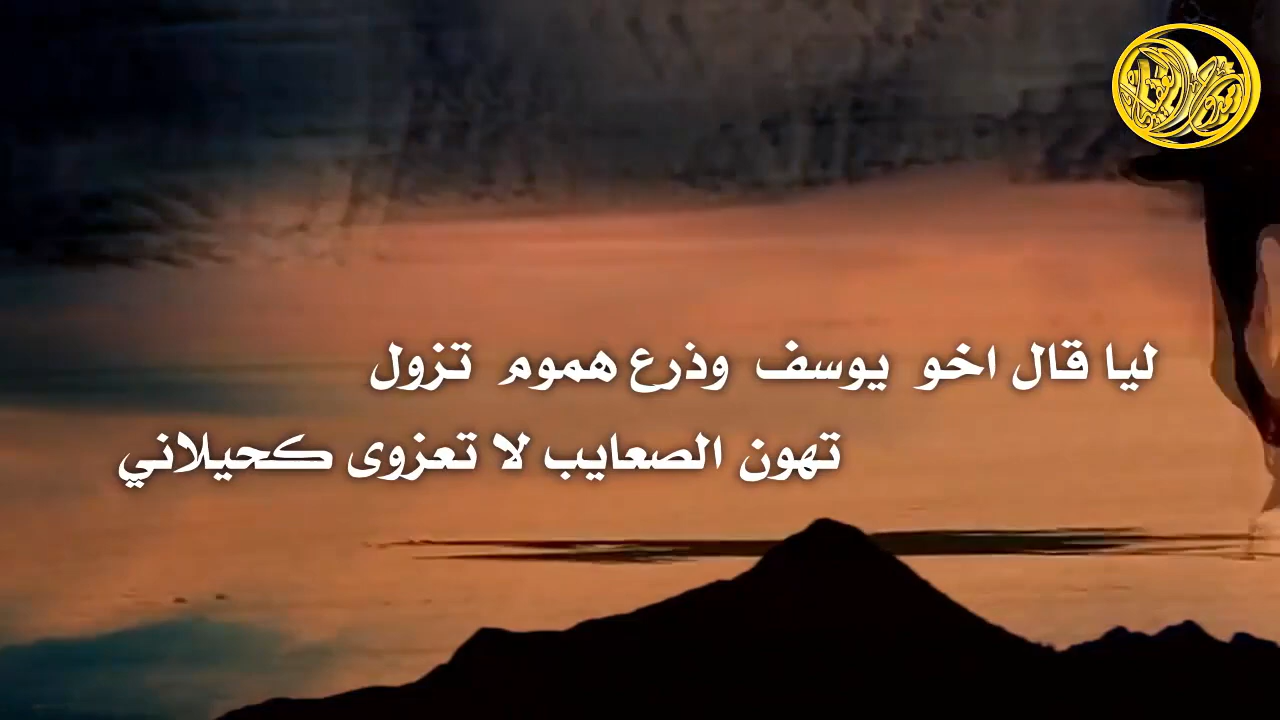 ليا قال اخو يوسف وذرع هموم تزول
تهون الصعايب لا تعزوى كحيلاني